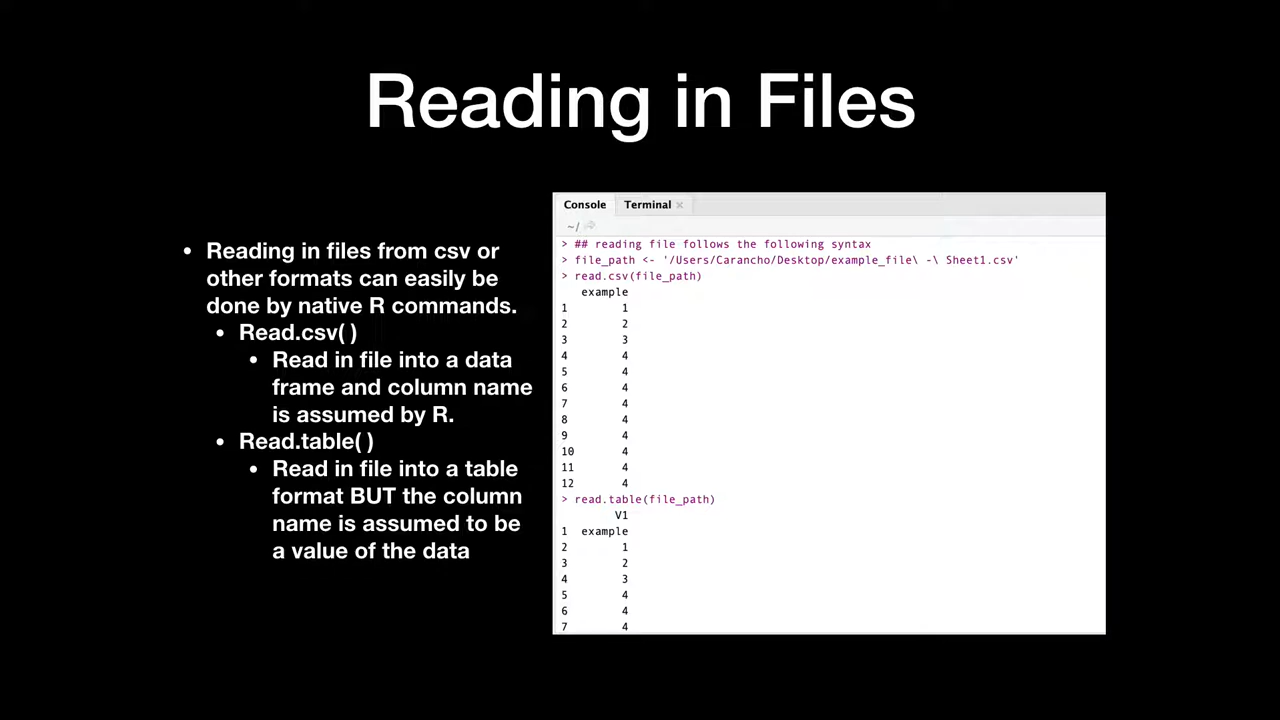 Reading in Files
• Reading in files from csv or
other formats can easily be
done by native R commands.
• Read.csv( )
• Read in file into a data
frame and column name
is assumed by R.
• Read.table( )
• Read in file into a table
format BUT the column
name is assumed to be
a value of the data
Console Terminal ×
~/
> ## reading file follows the following syntax
> file_path <- '/Users/Carancho/Desktop/example_file\ -\ Sheet1.csv'
> read.csv(file_path)
example
1 1
2 2
3 3
4 4
5 4
6 4
7 4
8 4
9 4
10 4
11 4
12 4
> read.table(file_path)
V1
1 example
2 1
3 2
4 3
5 4
6 4
7 4